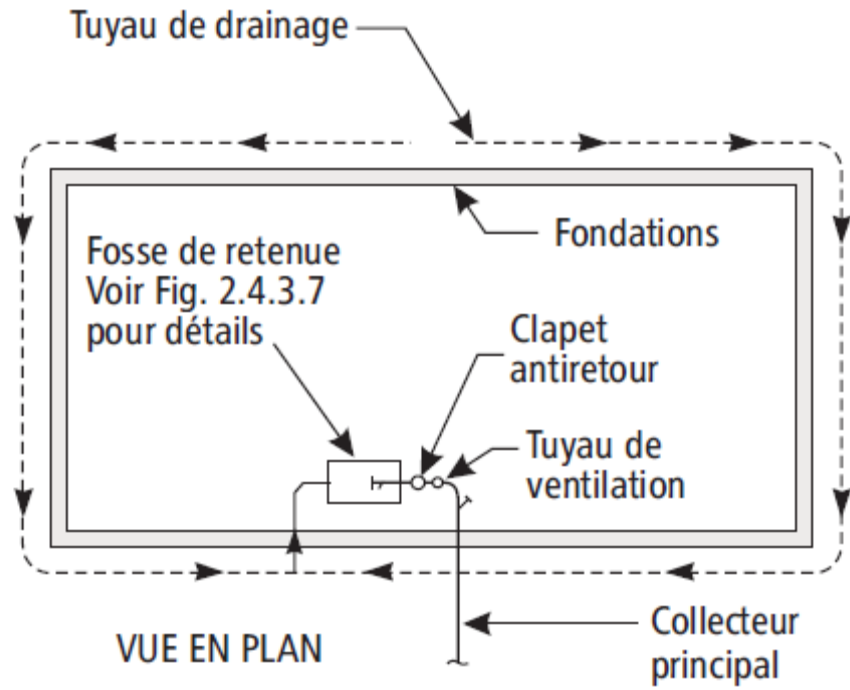 Tuyau de drainage
Fondations
Fosse de retenue
Voir Fig. 2.4.3.7
pour détails
Clapet
antiretour
Tuyau de
ventilation
VUE EN PLAN
Collecteur
principal